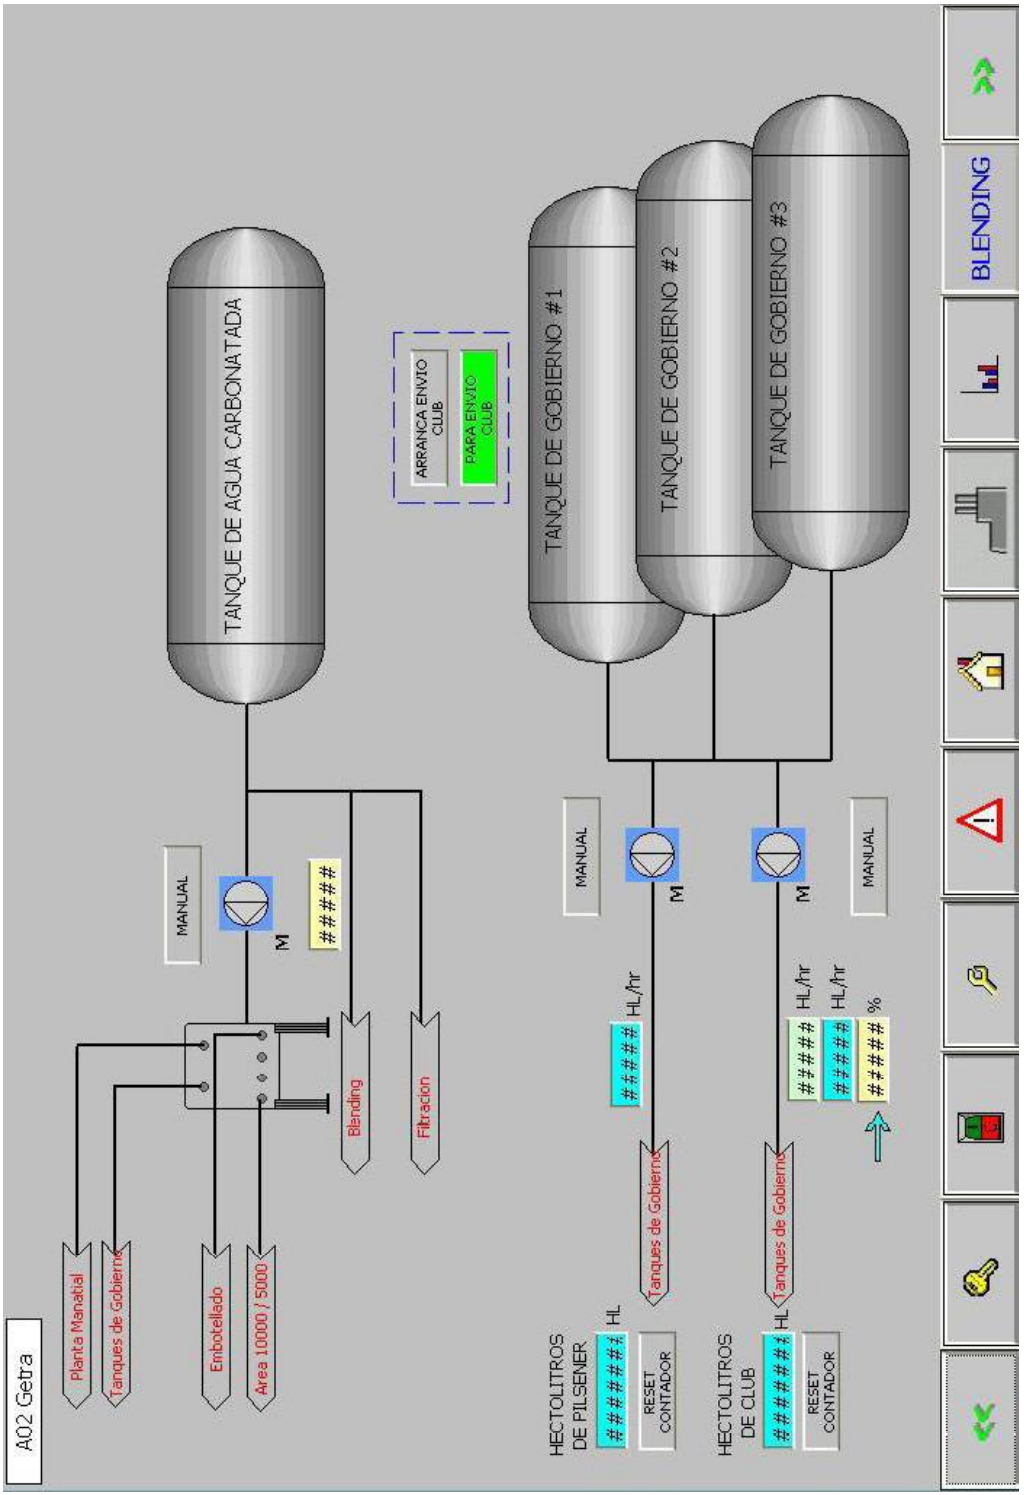 A02 Getra
Planta Manatial
Tanques de Gobierno
Embotellado
Area 10000 / 5000
MANUAL
M
#####
TANQUE DE AGUA CARBONATADA
Blending
Filtracion
ARRANCA ENVIO
CLUB
PARA ENVIO
CLUB
TANQUE DE GOBIERNO #1
TANQUE DE GOBIERNO #2
TANQUE DE GOBIERNO #3
HECTOLITROS
DE PILSENER
######## HL
RESET
CONTADOR
Tanques de Gobierno
##### HL/hr
MANUAL
M
HECTOLITROS
DE CLUB
######## HL
RESET
CONTADOR
Tanques de Gobierno
##### HL/hr
##### HL/hr
##### %
M
MANUAL
BLENDING